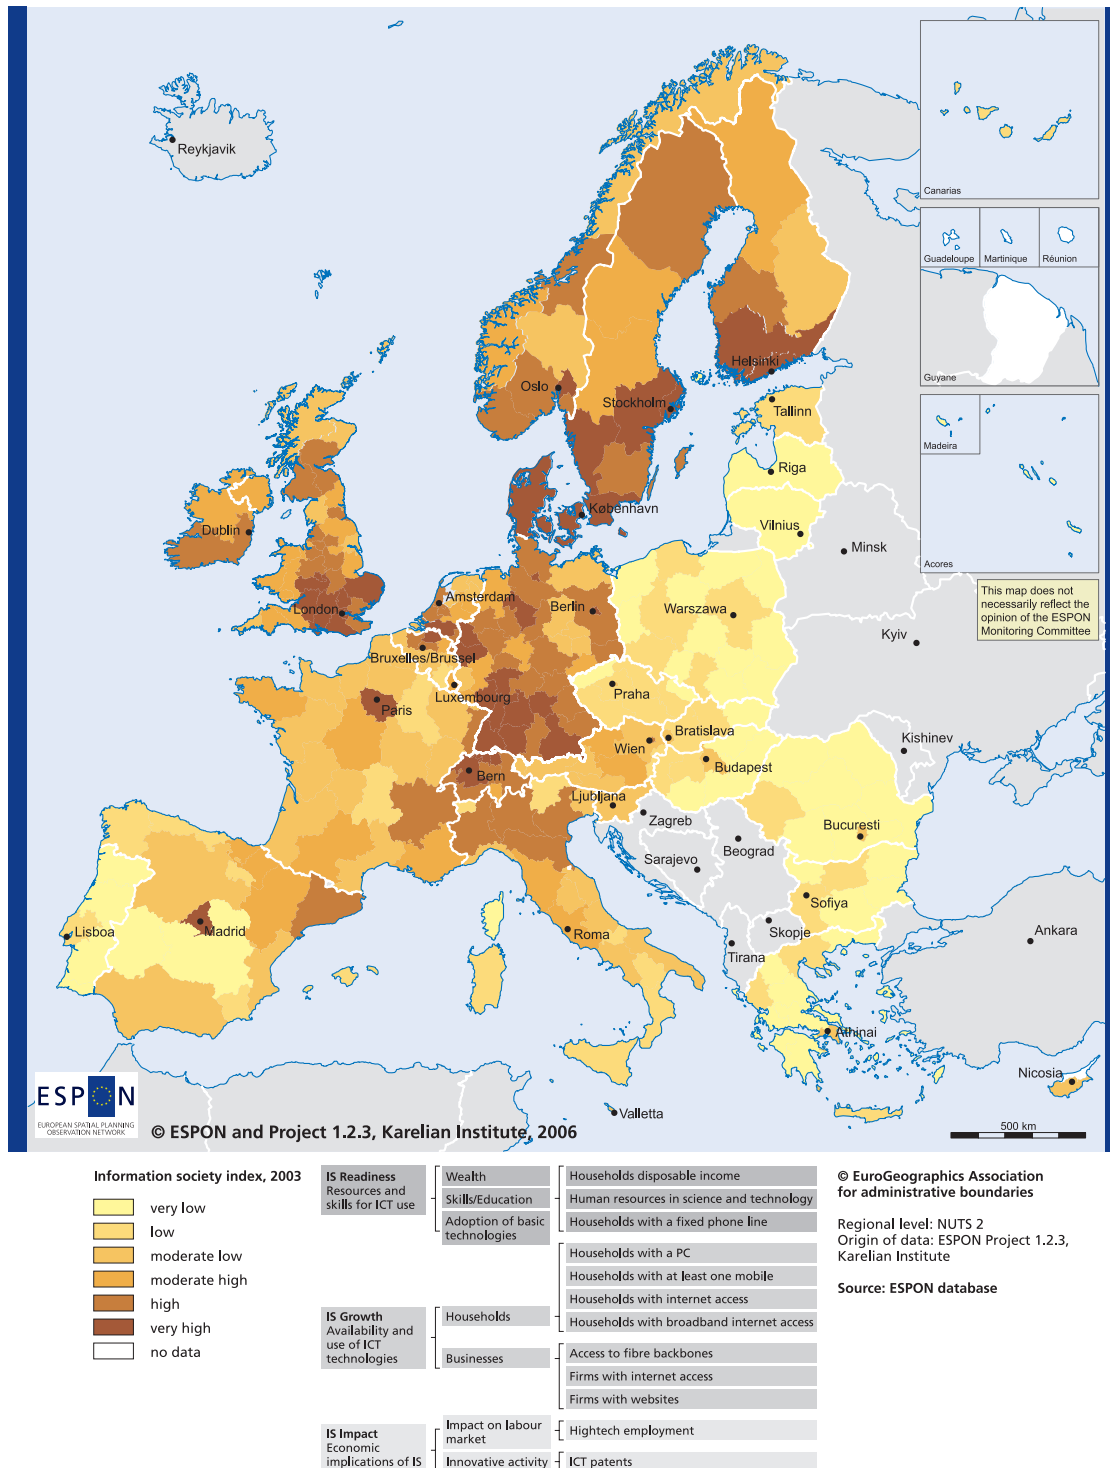 Reykjavik
Canarias
Guadeloupe
Martinique
Réunion
Guyane
Madeira
Acores
This map does not
necessarily reflect the
opinion of the ESPON
Monitoring Committee
Helsinki
Oslo
Stockholm
Tallinn
Riga
København
Vilnius
Minsk
Dublin
London
Amsterdam
Berlin
Warszawa
Kyiv
Bruxelles/Brussel
Luxembourg
Praha
Paris
Bratislava
Wien
Kishinev
Budapest
Bern
Ljubljana
Zagreb
Bucuresti
Beograd
Sarajevo
Sofiya
Lisboa
Madrid
Roma
Skopje
Ankara
Tirana
Athinai
Nicosia
Valletta
ESPON
EUROPEAN SPATIAL PLANNING
OBSERVATION NETWORK
© ESPON and Project 1.2.3, Karelian Institute, 2006
500 km
Information society index, 2003
very low
low
moderate low
moderate high
high
very high
no data
IS Readiness
Resources and
skills for ICT use
Wealth
Skills/Education
Adoption of basic
technologies
Households disposable income
Human resources in science and technology
Households with a fixed phone line
IS Growth
Availability and
use of ICT
technologies
Households
Businesses
Households with a PC
Households with at least one mobile
Households with internet access
Households with broadband internet access
Access to fibre backbones
Firms with internet access
Firms with websites
IS Impact
Economic
implications of IS
Impact on labour
market
Innovative activity
Hightech employment
ICT patents
© EuroGeographics Association
for administrative boundaries
Regional level: NUTS 2
Origin of data: ESPON Project 1.2.3,
Karelian Institute
Source: ESPON database